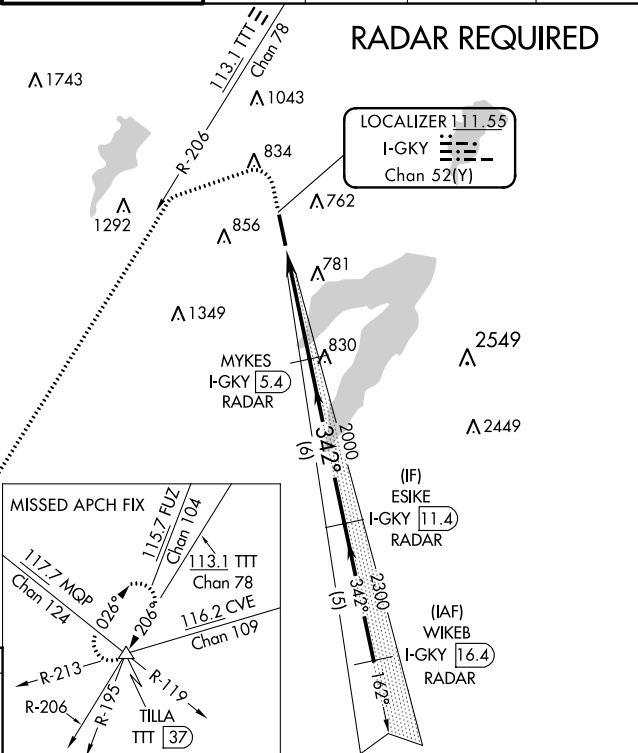 RADAR REQUIRED
113.1 TTT
Chan 78
R-206
1743
1043
LOCALIZER 111.55
I-GKY
Chan 52(Y)
834
762
1292
856
781
1349
830
2549
MYKES
I-GKY 5.4
RADAR
2449
342°
2000
(6)
(IF)
ESIKE
I-GKY 11.4
RADAR
342°
2300
(5)
(IAF)
WIKEB
I-GKY 16.4
RADAR
162°
MISSED APCH FIX
115.7 FUZ
Chan 104
113.1 TTT
Chan 78
117.7 MQP
Chan 124
116.2 CVE
Chan 109
026°
206°
R-213
R-119
R-206
R-195
TILLA
TTT 37